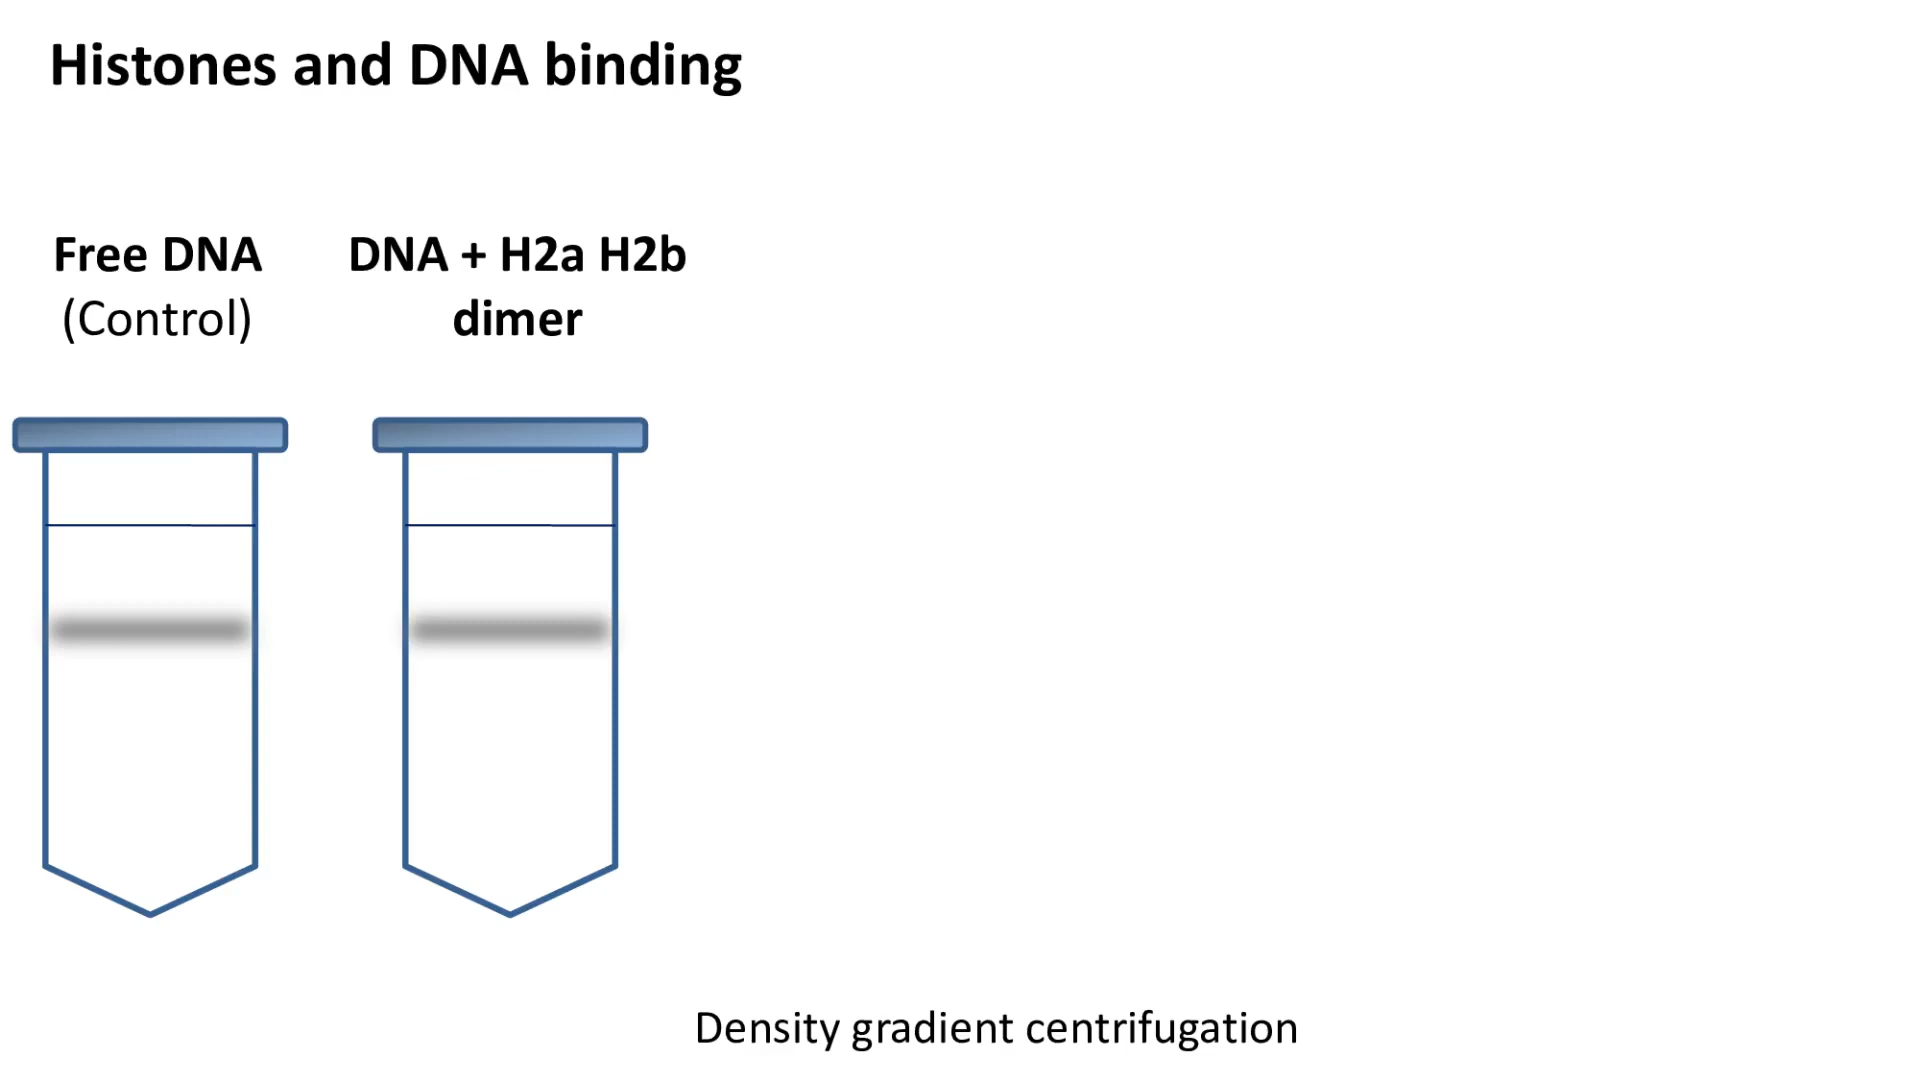 Histones and DNA binding
Free DNA
(Control)
DNA + H2a H2b
dimer
Density gradient centrifugation